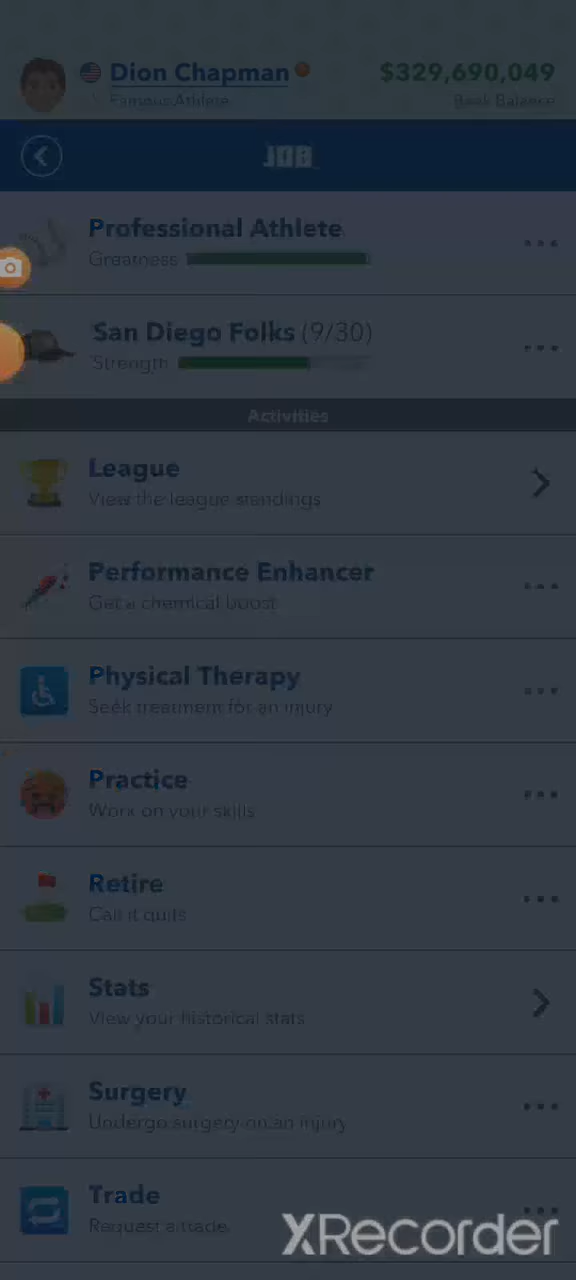 Dion Chapman
$329,690,049
Famous Athlete
Bank Balance
JOB
Professional Athlete
Greatness
San Diego Folks (9/30)
Strength
Activities
League
View the league standings
Performance Enhancer
Get a chemical boost
Physical Therapy
Seek treatment for an injury
Practice
Work on your skills
Retire
Call it quits
Stats
View your historical stats
Surgery
Undergo surgery on an injury
Trade
Request a trade
XRecorder